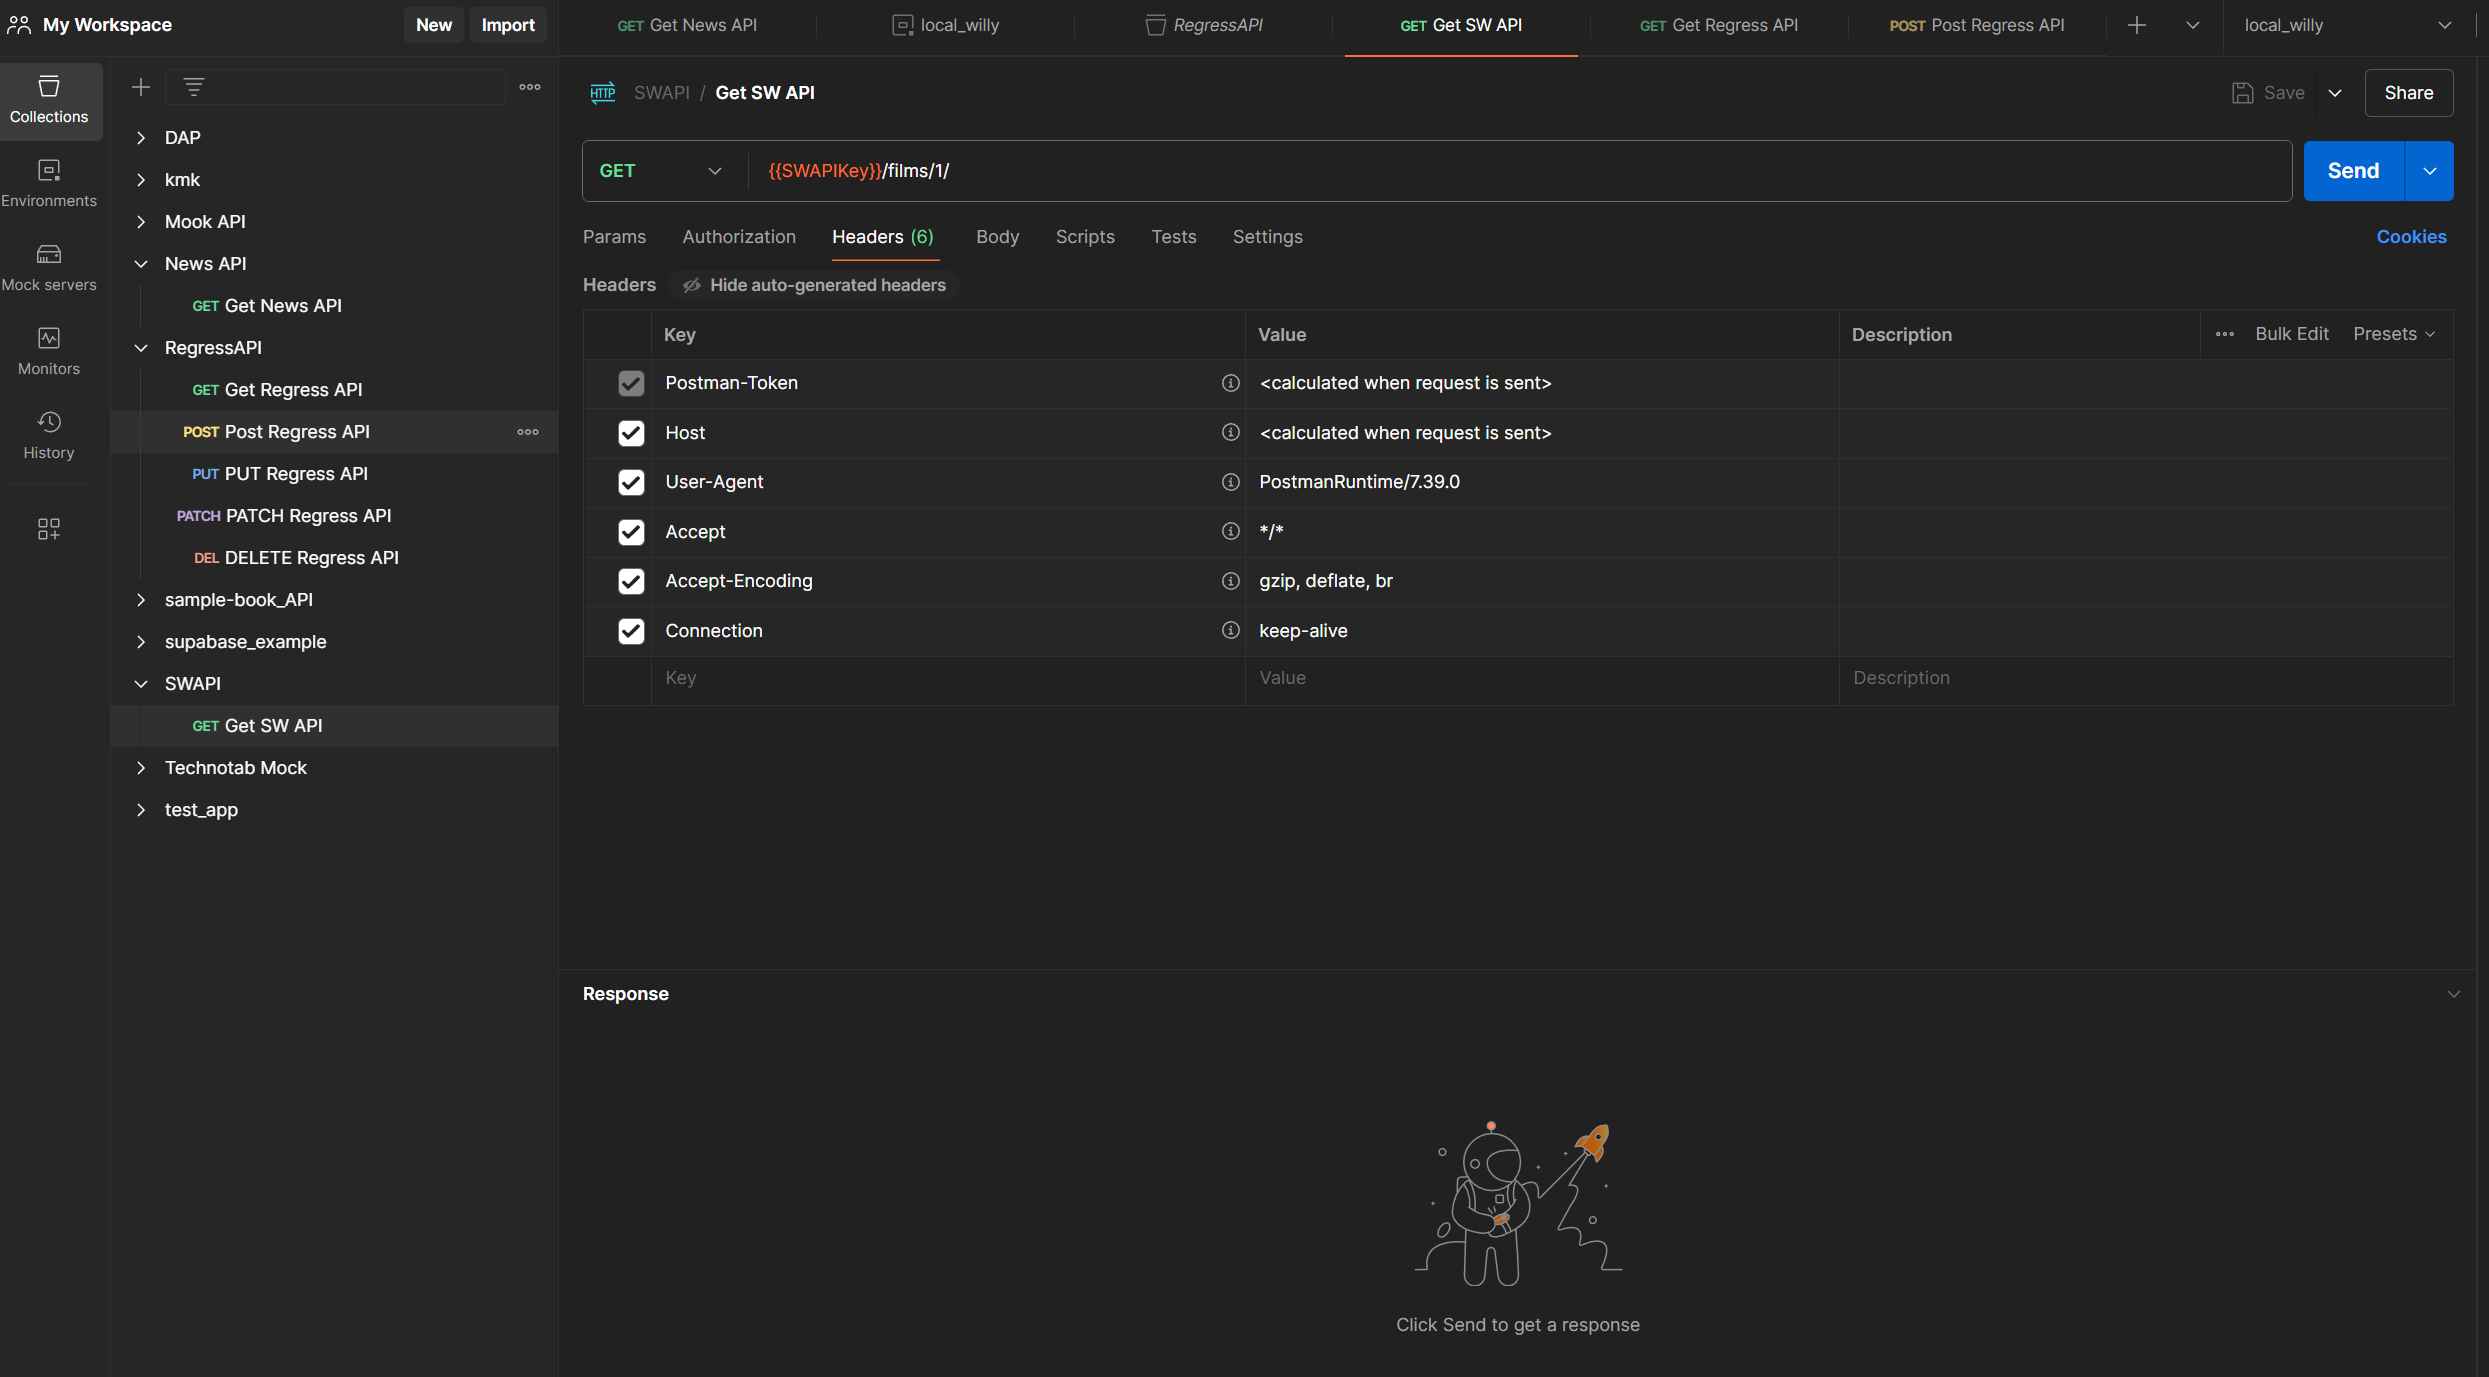 My Workspace
New
Import
GET Get News API
local_willy
RegressAPI
GET Get SW API
GET Get Regress API
POST Post Regress API
local_willy
Collections
Environments
Mock servers
Monitors
History
DAP
kmk
Mook API
News API
GET Get News API
RegressAPI
GET Get Regress API
POST Post Regress API
PUT PUT Regress API
PATCH PATCH Regress API
DEL DELETE Regress API
sample-book_API
supabase_example
SWAPI
GET Get SW API
Technotab Mock
test_app
HTTP SWAPI / Get SW API
Save
Share
GET {{SWAPIKey}}/films/1/
Send
Params Authorization Headers (6) Body Scripts Tests Settings
Cookies
Headers Hide auto-generated headers
Key Value Description Bulk Edit Presets
Postman-Token <calculated when request is sent>
Host <calculated when request is sent>
User-Agent PostmanRuntime/7.39.0
Accept */*
Accept-Encoding gzip, deflate, br
Connection keep-alive
Key Value Description
Response
Click Send to get a response